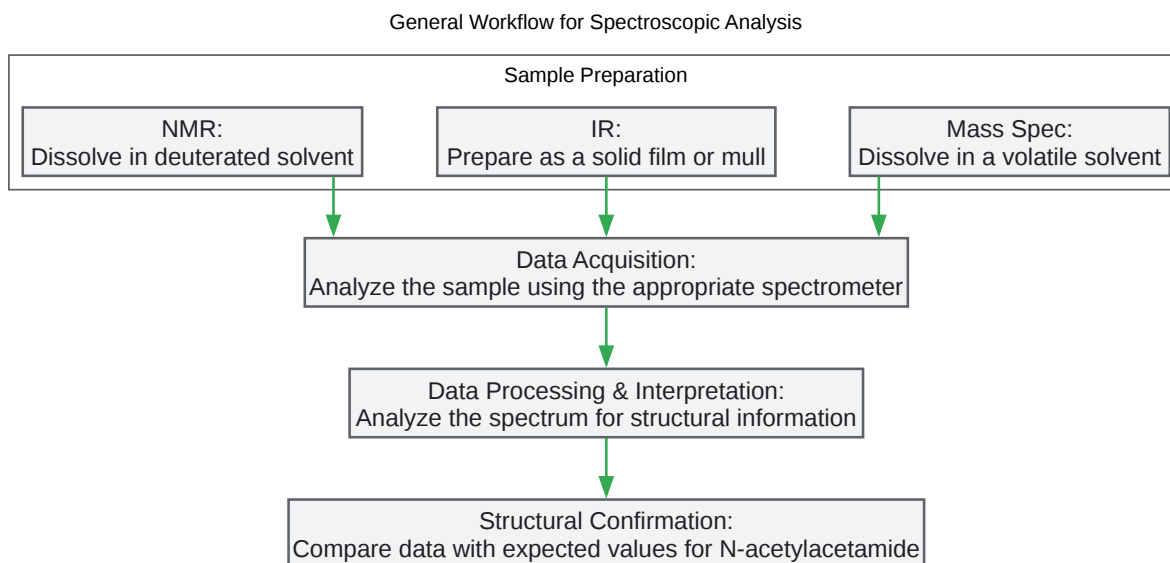 General Workflow for Spectroscopic Analysis
Sample Preparation
NMR:
Dissolve in deuterated solvent
IR:
Prepare as a solid film or mull
Mass Spec:
Dissolve in a volatile solvent
Data Acquisition:
Analyze the sample using the appropriate spectrometer
Data Processing & Interpretation:
Analyze the spectrum for structural information
Structural Confirmation:
Compare data with expected values for N-acetylacetamide